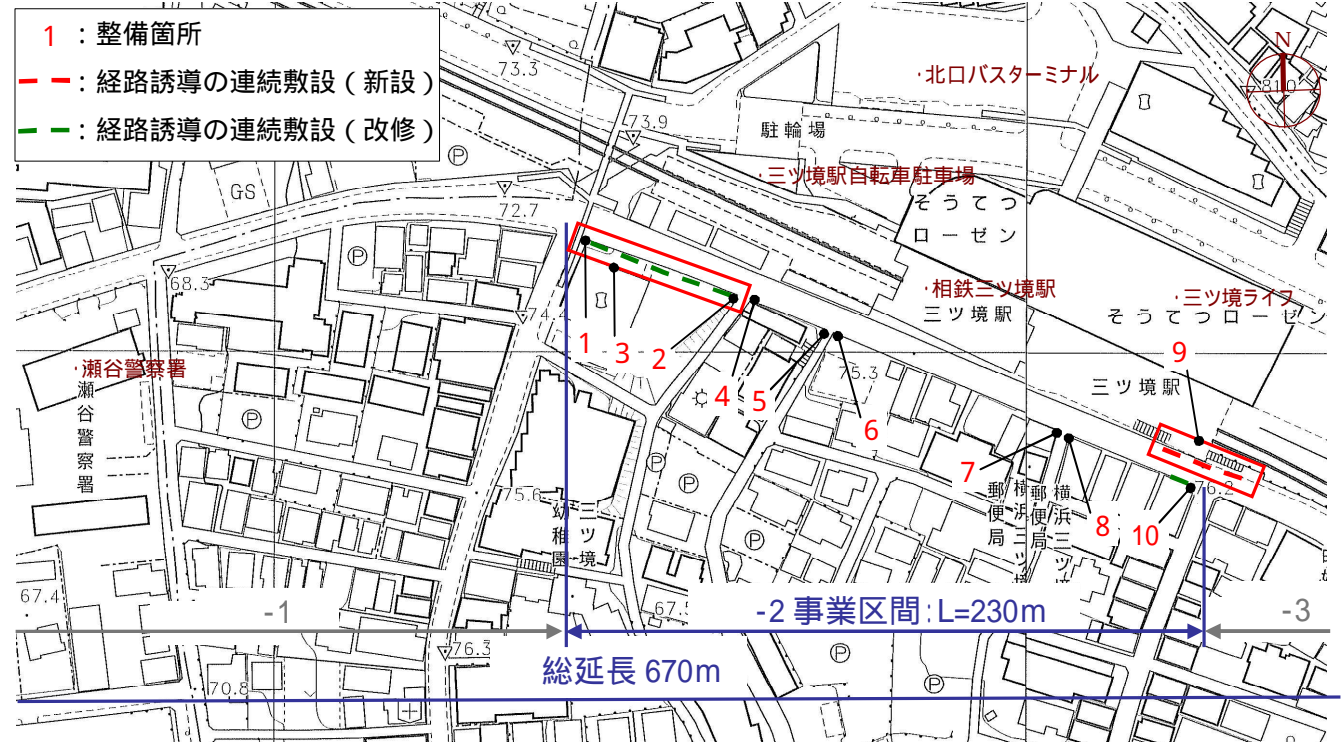 1 ：整備箇所
：経路誘導の連続敷設（新設）
：経路誘導の連続敷設（改修）
73.3
・北口バスターミナル
N
81.0
73.9
駐輪場
P
GS
・三ツ境駅自転車駐車場
そうてつ
ローゼン
72.7
P
68.3
・相鉄三ツ境駅
三ツ境駅
・三ツ境ライフ
そうてつローゼン
74.4
1
3
2
4
5
6
75.3
9
三ツ境駅
・瀬谷警察署
瀬谷警察署
P
P
P
7
8
10
76.2
横浜三ツ境
郵便局
横浜三ツ境
郵便局
75.6
三ツ境
幼稚園
P
67.4
67.5
-1
-2 事業区間：L=230m
-3
76.3
総延長 670m
P
P
70.8